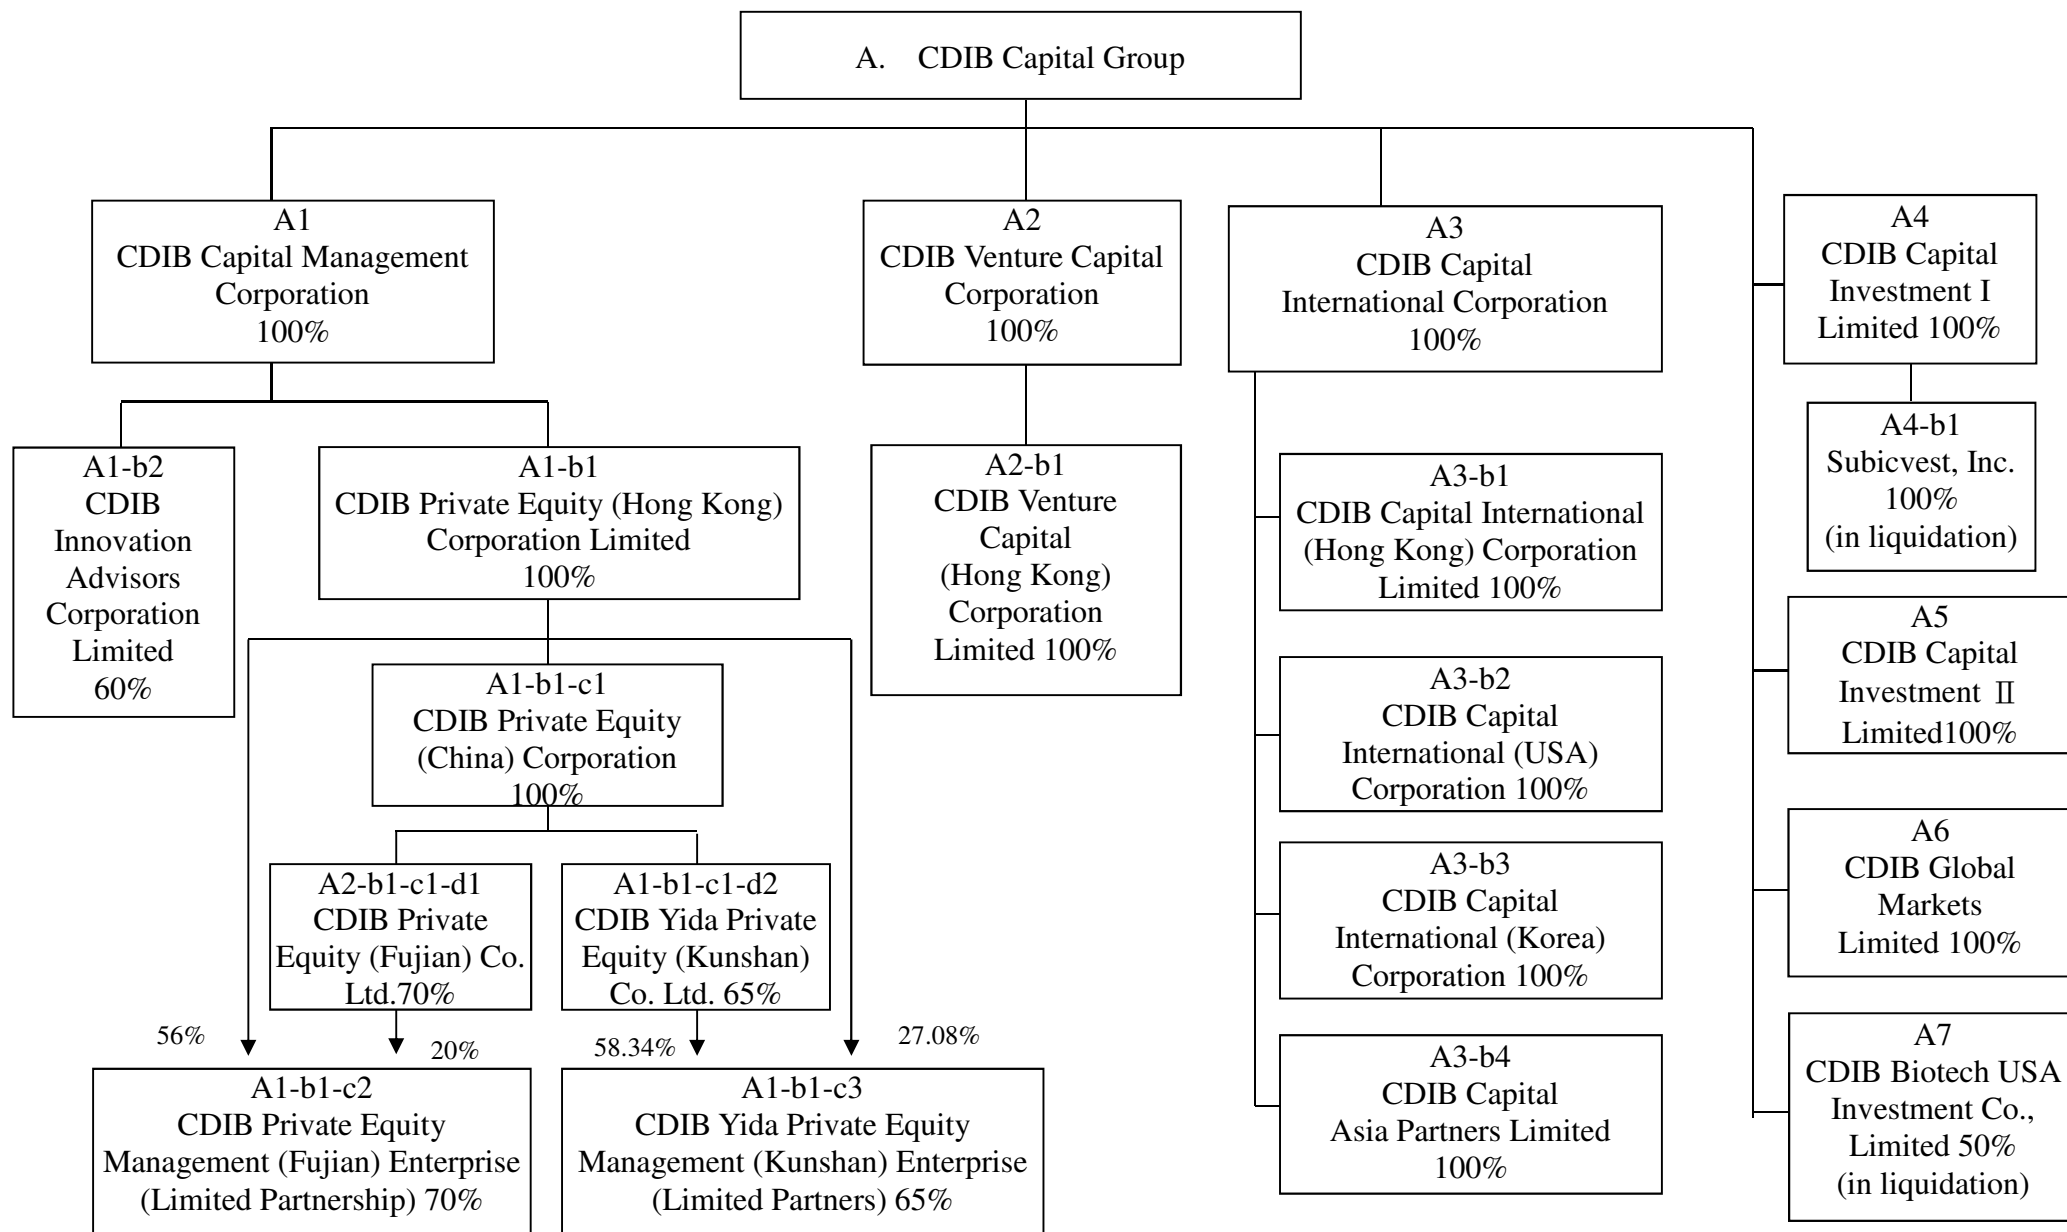 A. CDIB Capital Group
A1
CDIB Capital Management
Corporation
100%
A2
CDIB Venture Capital
Corporation
100%
A3
CDIB Capital
International Corporation
100%
A4
CDIB Capital
Investment I
Limited 100%
A1-b2
CDIB
Innovation
Advisors
Corporation
Limited
60%
A1-b1
CDIB Private Equity (Hong Kong)
Corporation Limited
100%
A2-b1
CDIB Venture
Capital
(Hong Kong)
Corporation
Limited 100%
A3-b1
CDIB Capital International
(Hong Kong) Corporation
Limited 100%
A4-b1
Subicvest, Inc.
100%
(in liquidation)
A1-b1-c1
CDIB Private Equity
(China) Corporation
100%
A3-b2
CDIB Capital
International (USA)
Corporation 100%
A5
CDIB Capital
Investment Ⅱ
Limited100%
A2-b1-c1-d1
CDIB Private
Equity (Fujian) Co.
Ltd.70%
A1-b1-c1-d2
CDIB Yida Private
Equity (Kunshan)
Co. Ltd. 65%
A3-b3
CDIB Capital
International (Korea)
Corporation 100%
A6
CDIB Global
Markets
Limited 100%
56%
20%
58.34%
27.08%
A1-b1-c2
CDIB Private Equity
Management (Fujian) Enterprise
(Limited Partnership) 70%
A1-b1-c3
CDIB Yida Private Equity
Management (Kunshan) Enterprise
(Limited Partners) 65%
A3-b4
CDIB Capital
Asia Partners Limited
100%
A7
CDIB Biotech USA
Investment Co.,
Limited 50%
(in liquidation)